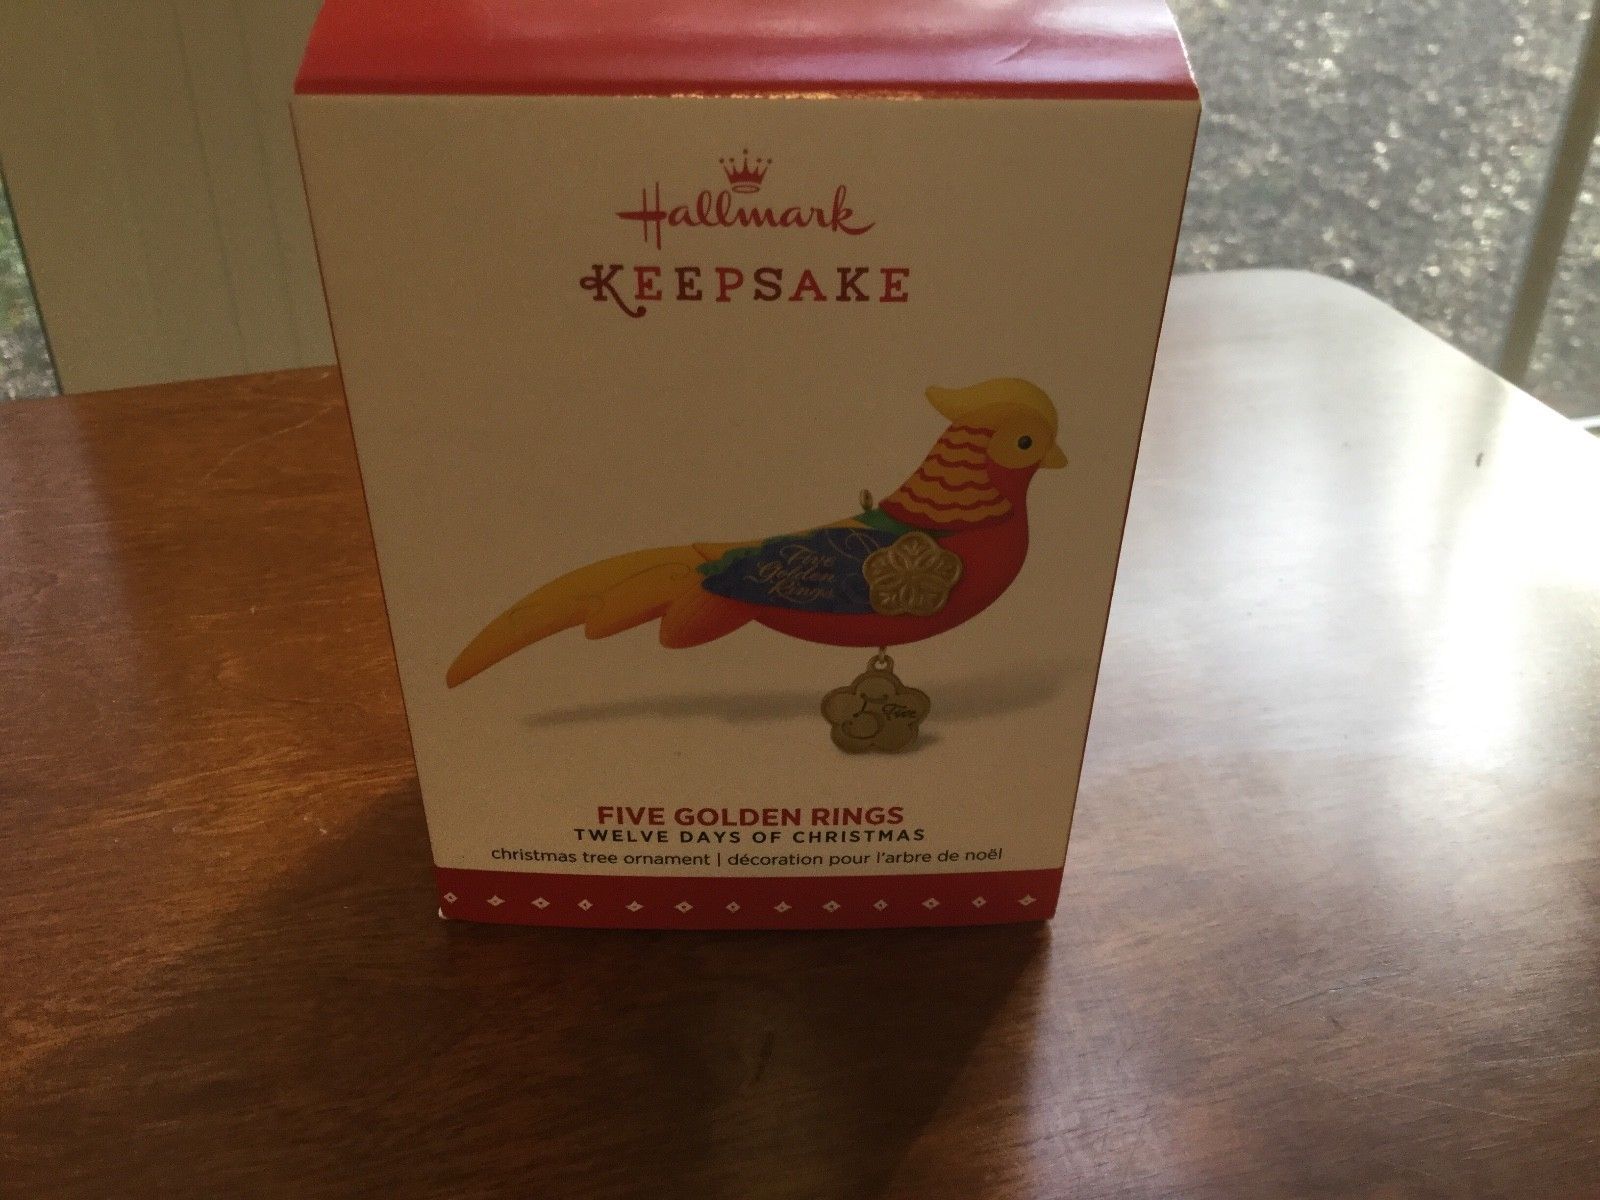 Hallmark
KEEPSAKE
Five
Golden
Rings
5 Five
FIVE GOLDEN RINGS
TWELVE DAYS OF CHRISTMAS
christmas tree ornament | décoration pour l'arbre de noël